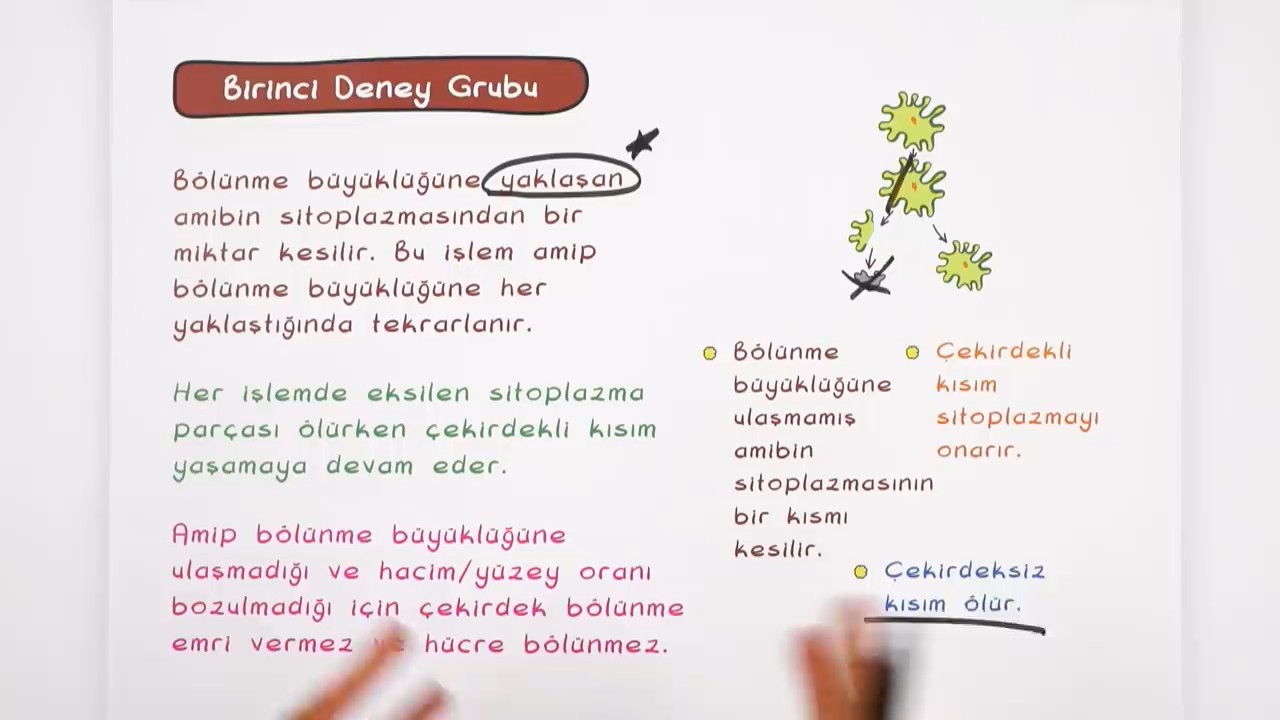 Birinci Deney Grubu
Bölünme büyüklüğüne yaklaşan
amibin sitoplazmasından bir
miktar kesilir. Bu işlem amip
bölünme büyüklüğüne her
yaklaştığında tekrarlanır.
Her işlemde eksilen sitoplazma
parçası ölürken çekirdekli kısım
yaşamaya devam eder.
Amip bölünme büyüklüğüne
ulaşmadığı ve hacim/yüzey oranı
bozulmadığı için çekirdek bölünme
emri vermez ve hücre bölünmez.
Bölünme
büyüklüğüne
ulaşmamış
amibin
sitoplazmasının
bir kısmı
kesilir.
Çekirdekli
kısım
sitoplazmayı
onarır.
Çekirdeksiz
kısım ölür.